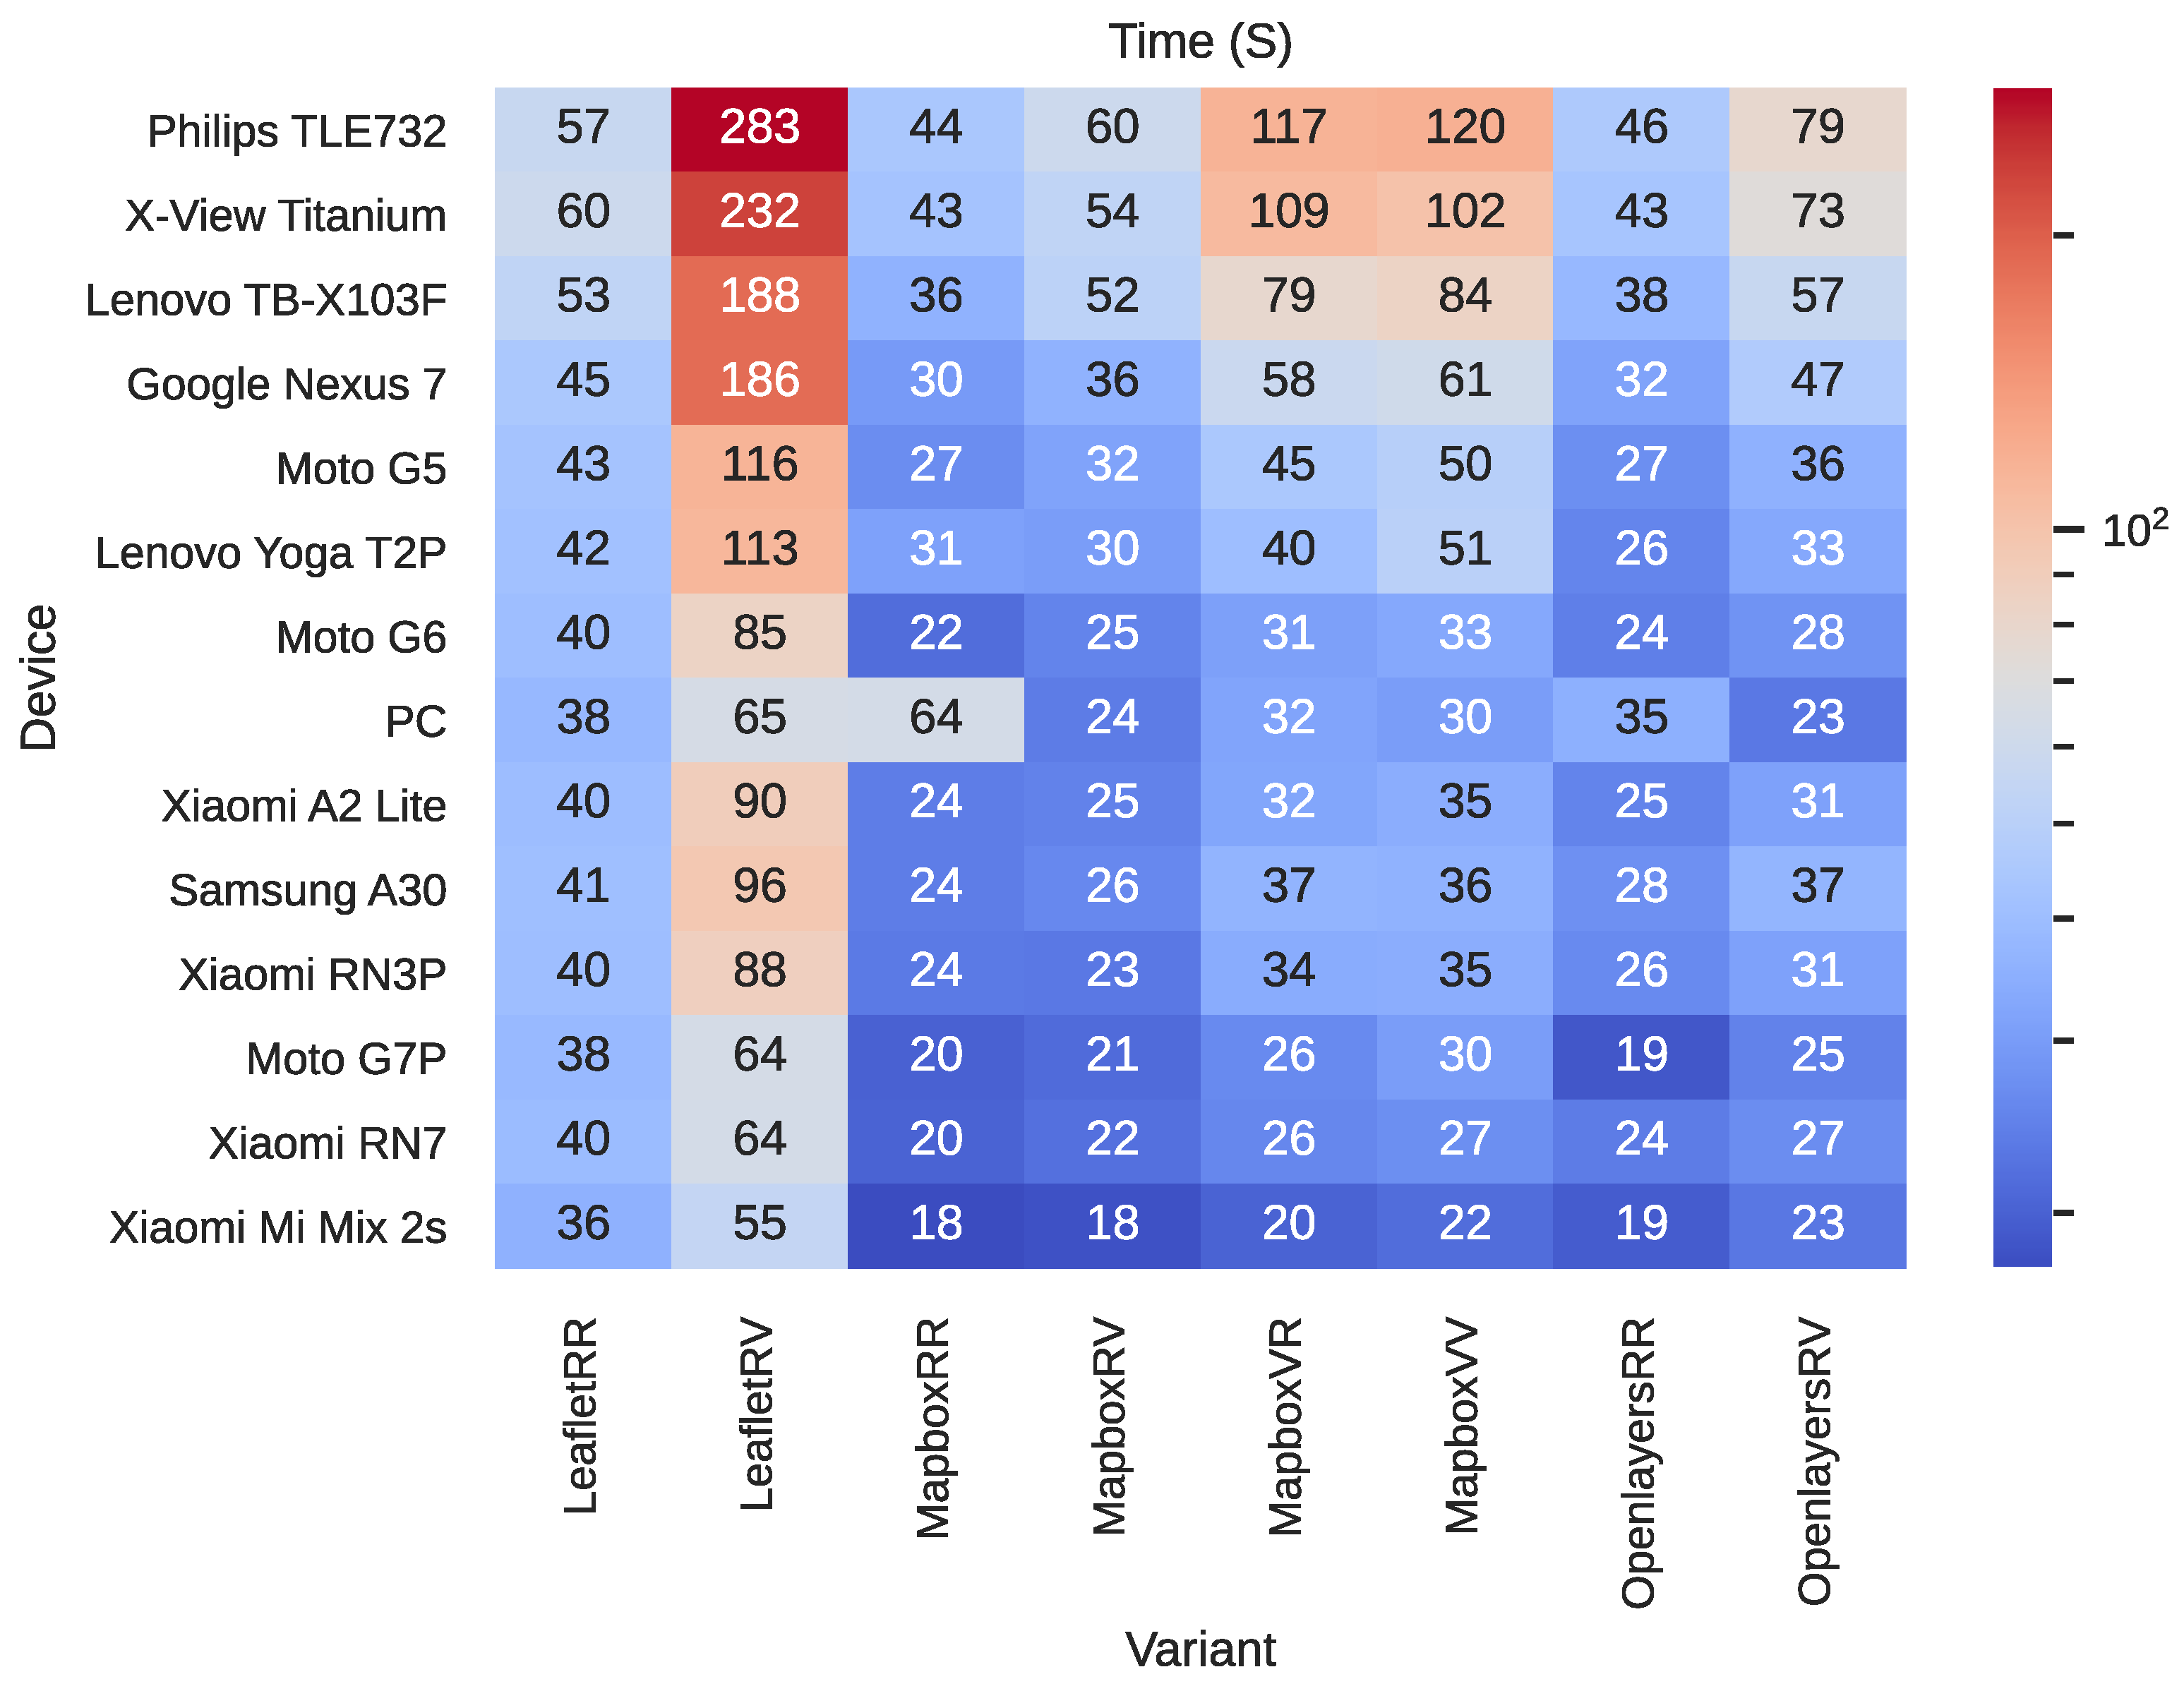 Time (S)
Philips TLE732 57 283 44 60 117 120 46 79
X-View Titanium 60 232 43 54 109 102 43 73
Lenovo TB-X103F 53 188 36 52 79 84 38 57
Google Nexus 7 45 186 30 36 58 61 32 47
Moto G5 43 116 27 32 45 50 27 36
Lenovo Yoga T2P 42 113 31 30 40 51 26 33
Moto G6 40 85 22 25 31 33 24 28
PC 38 65 64 24 32 30 35 23
Xiaomi A2 Lite 40 90 24 25 32 35 25 31
Samsung A30 41 96 24 26 37 36 28 37
Xiaomi RN3P 40 88 24 23 34 35 26 31
Moto G7P 38 64 20 21 26 30 19 25
Xiaomi RN7 40 64 20 22 26 27 24 27
Xiaomi Mi Mix 2s 36 55 18 18 20 22 19 23
Device
LeafletRR
LeafletRV
MapboxRR
MapboxRV
MapboxVR
MapboxVV
OpenlayersRR
OpenlayersRV
Variant
10²